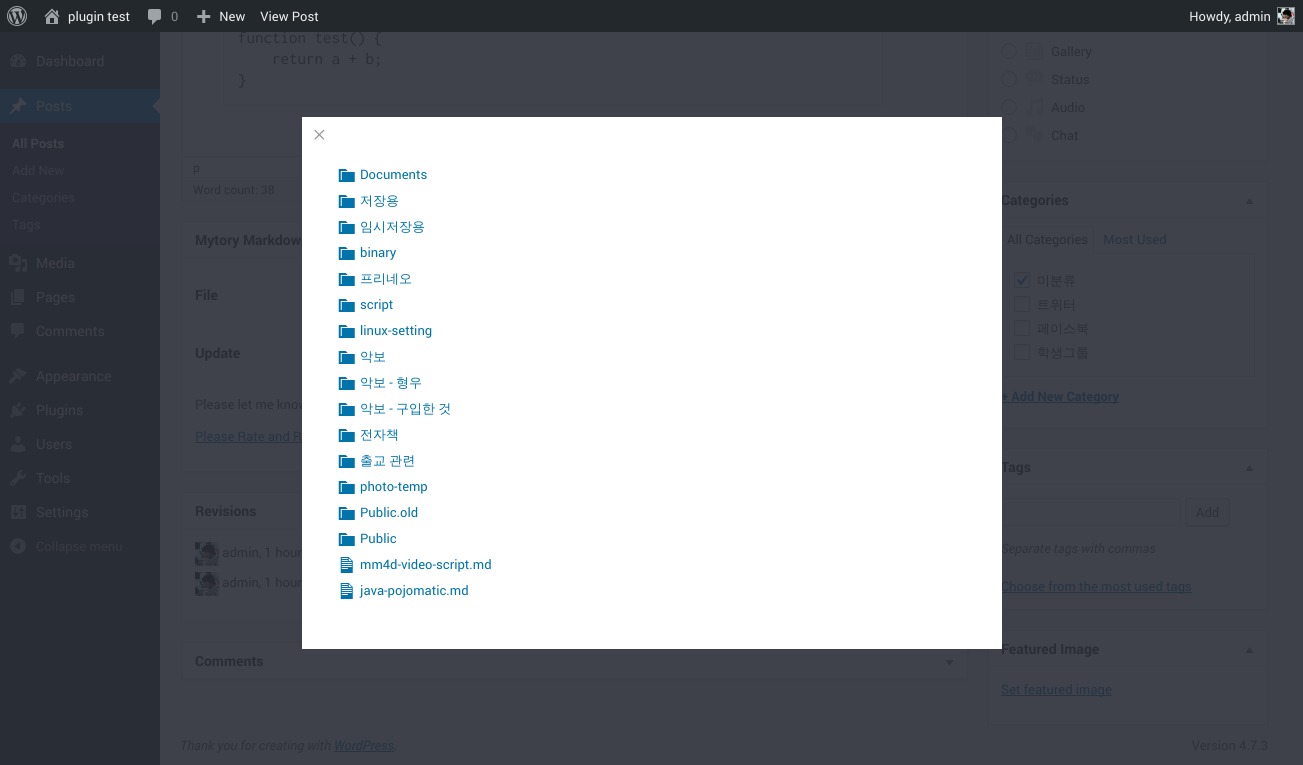 plugin test 0 New View Post Howdy, admin
function test() {
return a + b;
}
p
Word count: 38
Dashboard
Posts
All Posts
Add New
Categories
Tags
Media
Pages
Comments
Appearance
Plugins
Users
Tools
Settings
Collapse menu
Mytory Markdow
File
Update
Please let me know
Please Rate and R
Revisions
admin, 1 hour
admin, 1 hour
Comments
Documents
저장용
임시저장용
binary
프리네오
script
linux-setting
악보
악보 - 형우
악보 - 구입한 것
전자책
출교 관련
photo-temp
Public.old
Public
mm4d-video-script.md
java-pojomatic.md
Gallery
Status
Audio
Chat
Categories
All Categories Most Used
미분류
트위터
페이스북
학생그룹
+ Add New Category
Tags
Add
Separate tags with commas
Choose from the most used tags
Featured Image
Set featured image
Thank you for creating with WordPress
Version 4.7.3